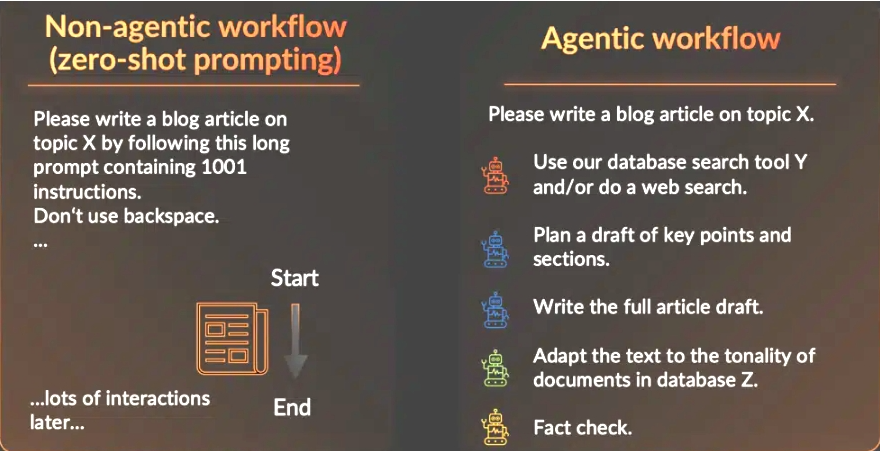 Non-agentic workflow
(zero-shot prompting)
Please write a blog article on
topic X by following this long
prompt containing 1001
instructions.
Don‘t use backspace.
...
Start
End
...lots of interactions
later...
Agentic workflow
Please write a blog article on topic X.
Use our database search tool Y
and/or do a web search.
Plan a draft of key points and
sections.
Write the full article draft.
Adapt the text to the tonality of
documents in database Z.
Fact check.